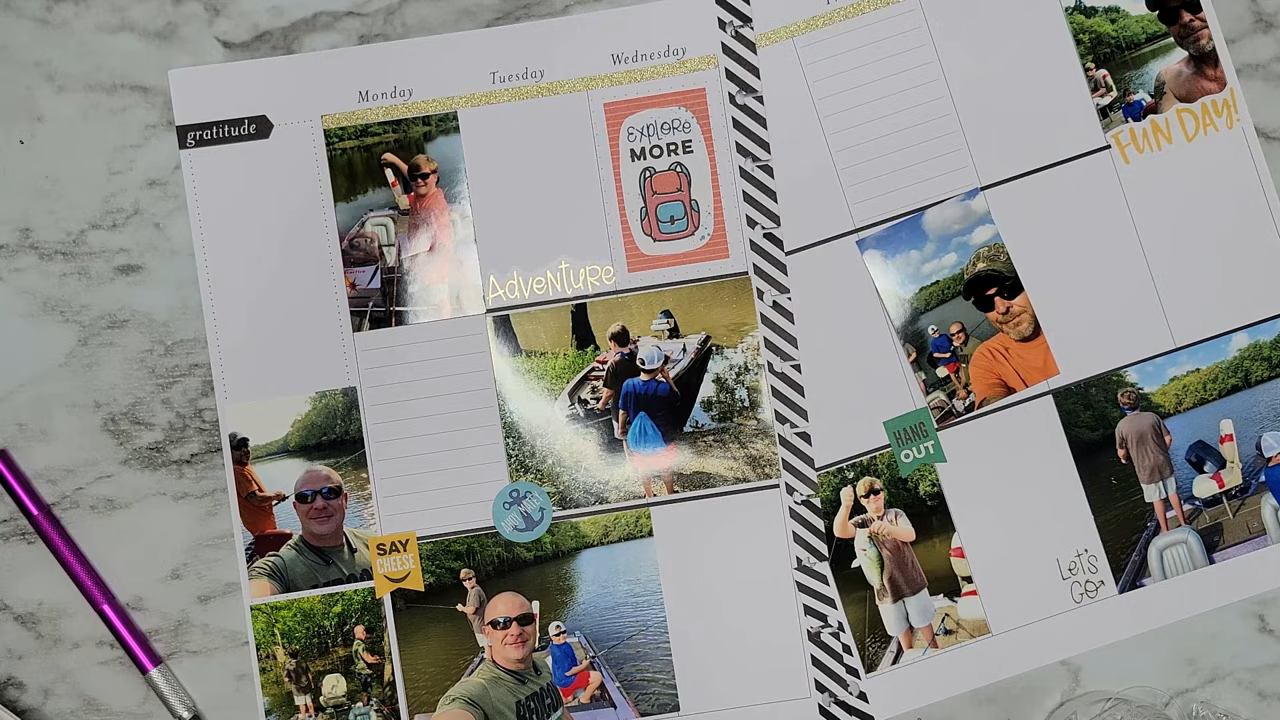 Monday
Tuesday
Wednesday
gratitude
EXPLORE
MORE
ADVENTURE
SAY
CHEESE
FUN DAY!
HANG
OUT
LET'S
GO